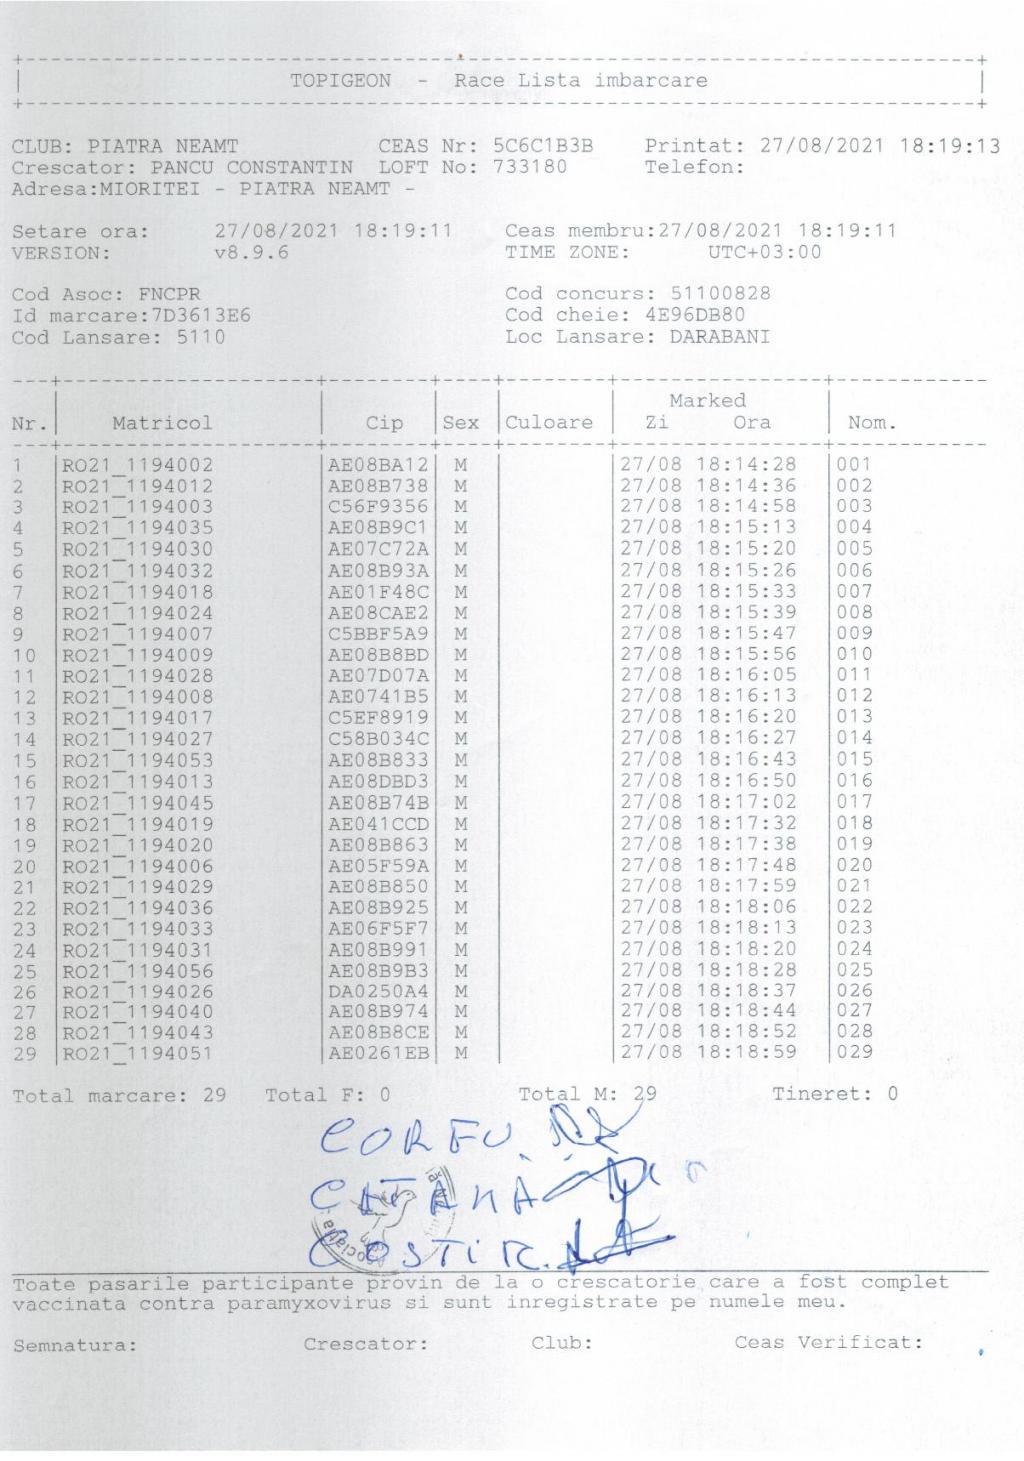 TOPIGEON - Race Lista imbarcare
CLUB: PIATRA NEAMT CEAS Nr: 5C6C1B3B Printat: 27/08/2021 18:19:13
Crescator: PANCU CONSTANTIN LOFT No: 733180 Telefon:
Adresa:MIORITEI - PIATRA NEAMT -
Setare ora: 27/08/2021 18:19:11 Ceas membru:27/08/2021 18:19:11
VERSION: v8.9.6 TIME ZONE: UTC+03:00
Cod Asoc: FNCPR Cod concurs: 51100828
Id marcare:7D3613E6 Cod cheie: 4E96DB80
Cod Lansare: 5110 Loc Lansare: DARABANI
Marked
Nr. Matricol Cip Sex Culoare Zi Ora Nom.
1 RO21_1194002 AE08BA12 M 27/08 18:14:28 001
2 RO21_1194012 AE08B738 M 27/08 18:14:36 002
3 RO21_1194003 C56F9356 M 27/08 18:14:58 003
4 RO21_1194035 AE08B9C1 M 27/08 18:15:13 004
5 RO21_1194030 AE07C72A M 27/08 18:15:20 005
6 RO21_1194032 AE08B93A M 27/08 18:15:26 006
7 RO21_1194018 AE01F48C M 27/08 18:15:33 007
8 RO21_1194024 AE08CAE2 M 27/08 18:15:39 008
9 RO21_1194007 C5BBF5A9 M 27/08 18:15:47 009
10 RO21_1194009 AE08B8BD M 27/08 18:15:56 010
11 RO21_1194028 AE07D07A M 27/08 18:16:05 011
12 RO21_1194008 AE0741B5 M 27/08 18:16:13 012
13 RO21_1194017 C5EF8919 M 27/08 18:16:20 013
14 RO21_1194027 C58B034C M 27/08 18:16:27 014
15 RO21_1194053 AE08B833 M 27/08 18:16:43 015
16 RO21_1194013 AE08DBD3 M 27/08 18:16:50 016
17 RO21_1194045 AE08B74B M 27/08 18:17:02 017
18 RO21_1194019 AE041CCD M 27/08 18:17:32 018
19 RO21_1194020 AE08B863 M 27/08 18:17:38 019
20 RO21_1194006 AE05F59A M 27/08 18:17:48 020
21 RO21_1194029 AE08B850 M 27/08 18:17:59 021
22 RO21_1194036 AE08B925 M 27/08 18:18:06 022
23 RO21_1194033 AE06F5F7 M 27/08 18:18:13 023
24 RO21_1194031 AE08B991 M 27/08 18:18:20 024
25 RO21_1194056 AE08B9B3 M 27/08 18:18:28 025
26 RO21_1194026 DA0250A4 M 27/08 18:18:37 026
27 RO21_1194040 AE08B974 M 27/08 18:18:44 027
28 RO21_1194043 AE08B8CE M 27/08 18:18:52 028
29 RO21_1194051 AE0261EB M 27/08 18:18:59 029
Total marcare: 29 Total F: 0 Total M: 29 Tineret: 0
CORFU
CATANĂ
COSTI R.
Toate pasarile participante provin de la o crescatorie care a fost complet
vaccinata contra paramyxovirus si sunt inregistrate pe numele meu.
Semnatura: Crescator: Club: Ceas Verificat: